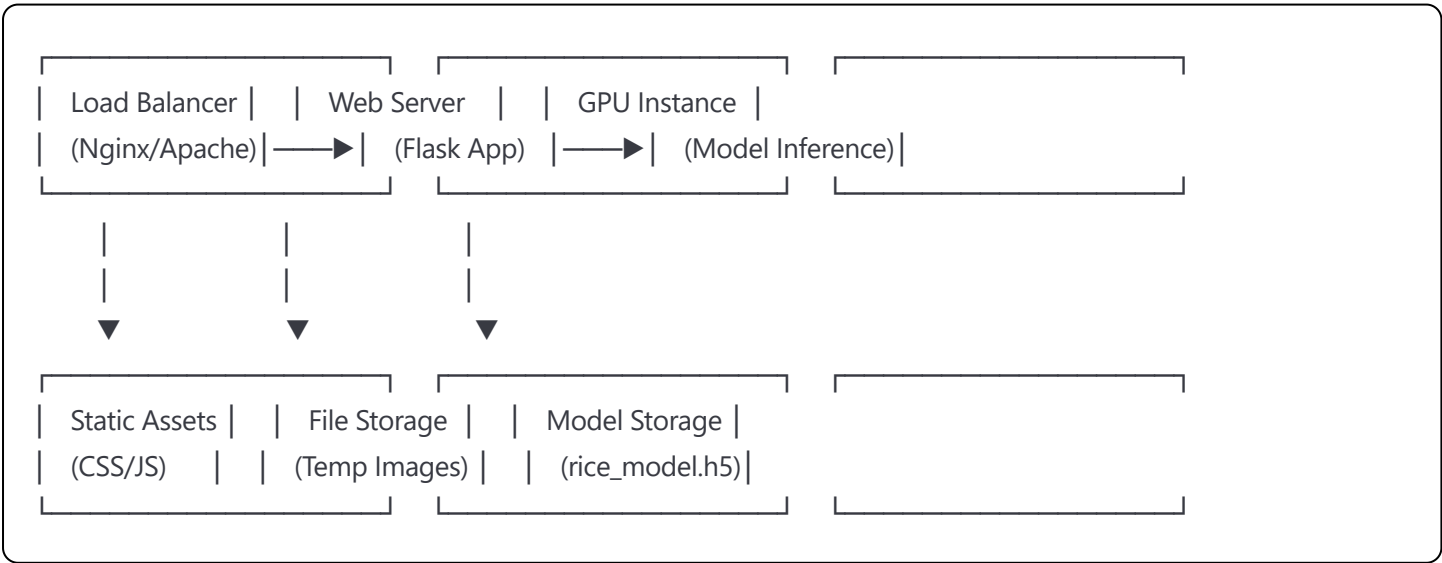 Load Balancer Web Server GPU Instance
(Nginx/Apache) (Flask App) (Model Inference)
Static Assets File Storage Model Storage
(CSS/JS) (Temp Images) (rice_model.h5)